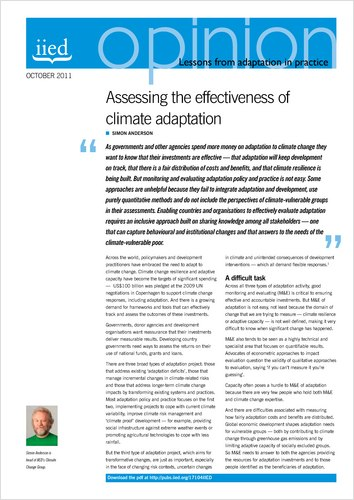 iied
opinion
Lessons from adaptation in practice
OCTOBER 2011
Assessing the effectiveness of
climate adaptation
SIMON ANDERSON
“
As governments and other agencies spend more money on adaptation to climate change they
want to know that their investments are effective — that adaptation will keep development
on track, that there is a fair distribution of costs and benefits, and that climate resilience is
being built. But monitoring and evaluating adaptation policy and practice is not easy. Some
approaches are unhelpful because they fail to integrate adaptation and development, use
purely quantitative methods and do not include the perspectives of climate-vulnerable groups
in their assessments. Enabling countries and organisations to effectively evaluate adaptation
requires an inclusive approach built on sharing knowledge among all stakeholders — one
that can capture behavioural and institutional changes and that answers to the needs of the
climate-vulnerable poor.
”
Across the world, policymakers and development
practitioners have embraced the need to adapt to
climate change. Climate change resilience and adaptive
capacity have become the targets of significant spending
— US$100 billion was pledged at the 2009 UN
negotiations in Copenhagen to support climate change
responses, including adaptation. And there is a growing
demand for frameworks and tools that can effectively
track and assess the outcomes of these investments.
Governments, donor agencies and development
organisations want reassurance that their investments
deliver measurable results. Developing country
governments need ways to assess the returns on their
use of national funds, grants and loans.
There are three broad types of adaptation project: those
that address existing 'adaptation deficits', those that
manage incremental changes in climate-related risks
and those that address longer-term climate change
impacts by transforming existing systems and practices.
Most adaptation policy and practice focuses on the first
two, implementing projects to cope with current climate
variability, improve climate risk management and
'climate proof' development — for example, providing
social infrastructure against extreme weather events or
promoting agricultural technologies to cope with less
rainfall.
But the third type of adaptation project, which aims for
transformative changes, are just as important, especially
in the face of changing risk contexts, uncertain changes
in climate and unintended consequences of development
interventions — which all demand flexible responses.¹
A difficult task
Across all three types of adaptation activity, good
monitoring and evaluating (M&E) is critical to ensuring
effective and accountable investments. But M&E of
adaptation is not easy, not least because the domain of
change that we are trying to measure — climate resilience
or adaptive capacity — is not well defined, making it very
difficult to know when significant change has happened.
M&E also tends to be seen as a highly technical and
specialist area that focuses on quantifiable results.
Advocates of econometric approaches to impact
evaluation question the validity of qualitative approaches
to evaluation, saying 'if you can't measure it you're
guessing'.
Capacity often poses a hurdle to M&E of adaptation
because there are very few people who hold both M&E
and climate change expertise.
And there are difficulties associated with measuring
how fairly adaptation costs and benefits are distributed.
Global economic development shapes adaptation needs
for vulnerable groups — both by contributing to climate
change through greenhouse gas emissions and by
limiting adaptive capacity of socially excluded groups.
So M&E needs to answer to both the agencies providing
the resources for adaptation investments and to those
people identified as the beneficiaries of adaptation.
Simon Anderson is
head of IIED's Climate
Change Group.
Download the pdf at http://pubs.iied.org/17104IIED